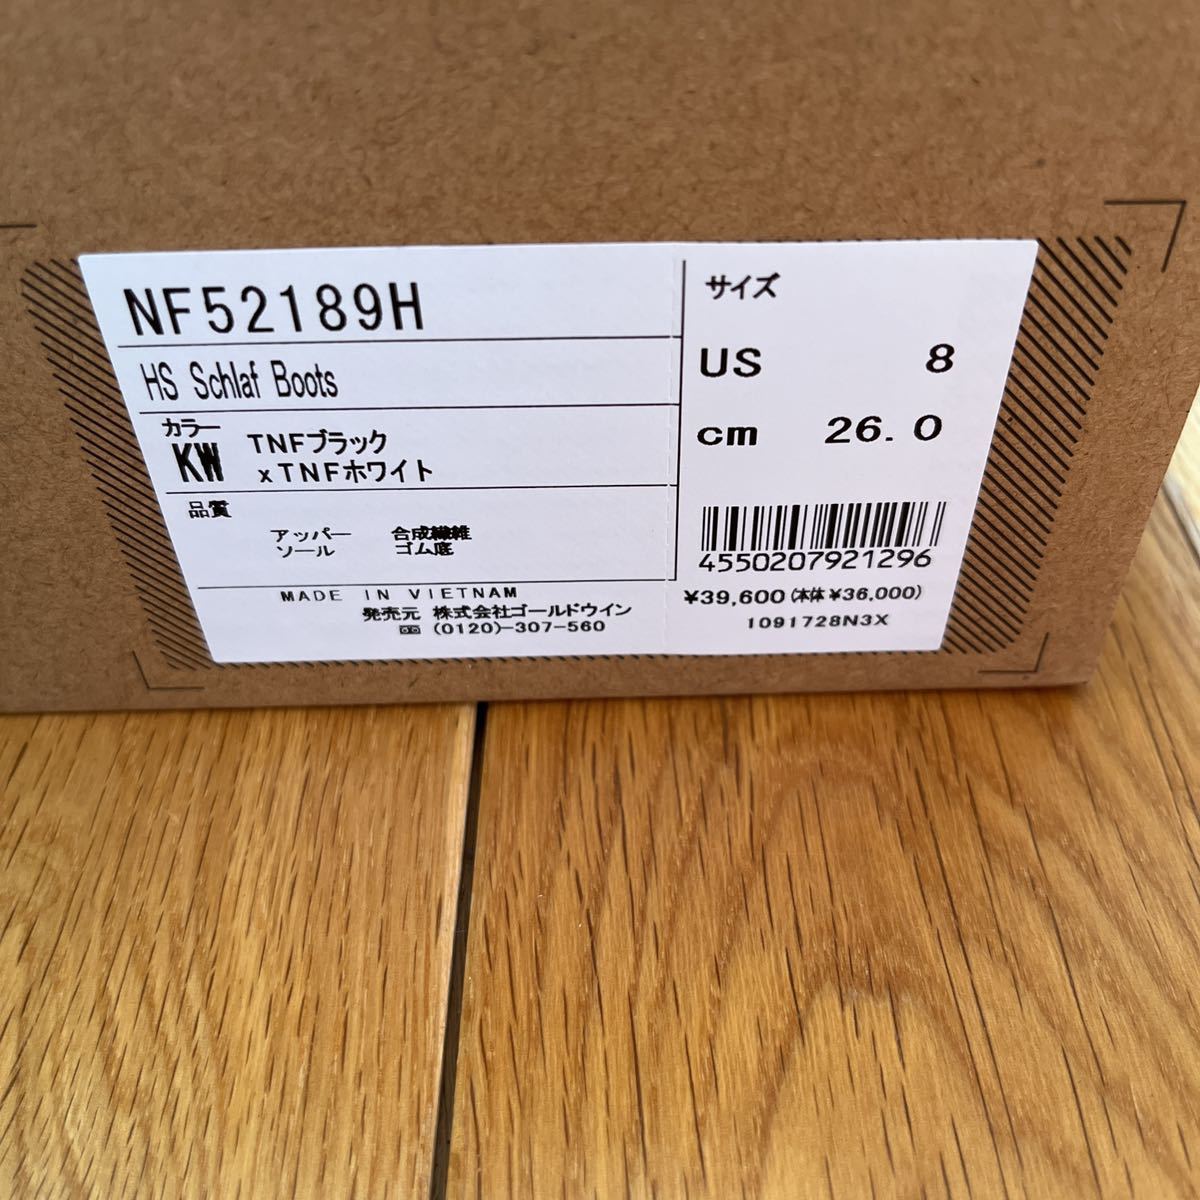 NF52189H
HS Schlaf Boots
カラー
KW TNFブラック
xTNFホワイト
品質
アッパー 合成繊維
ソール ゴム底
MADE IN VIETNAM
発売元 株式会社ゴールドウイン
(0120)-307-560
サイズ
US 8
cm 26.0
4550207921296
¥39,600(本体¥36,000)
1091728N3X